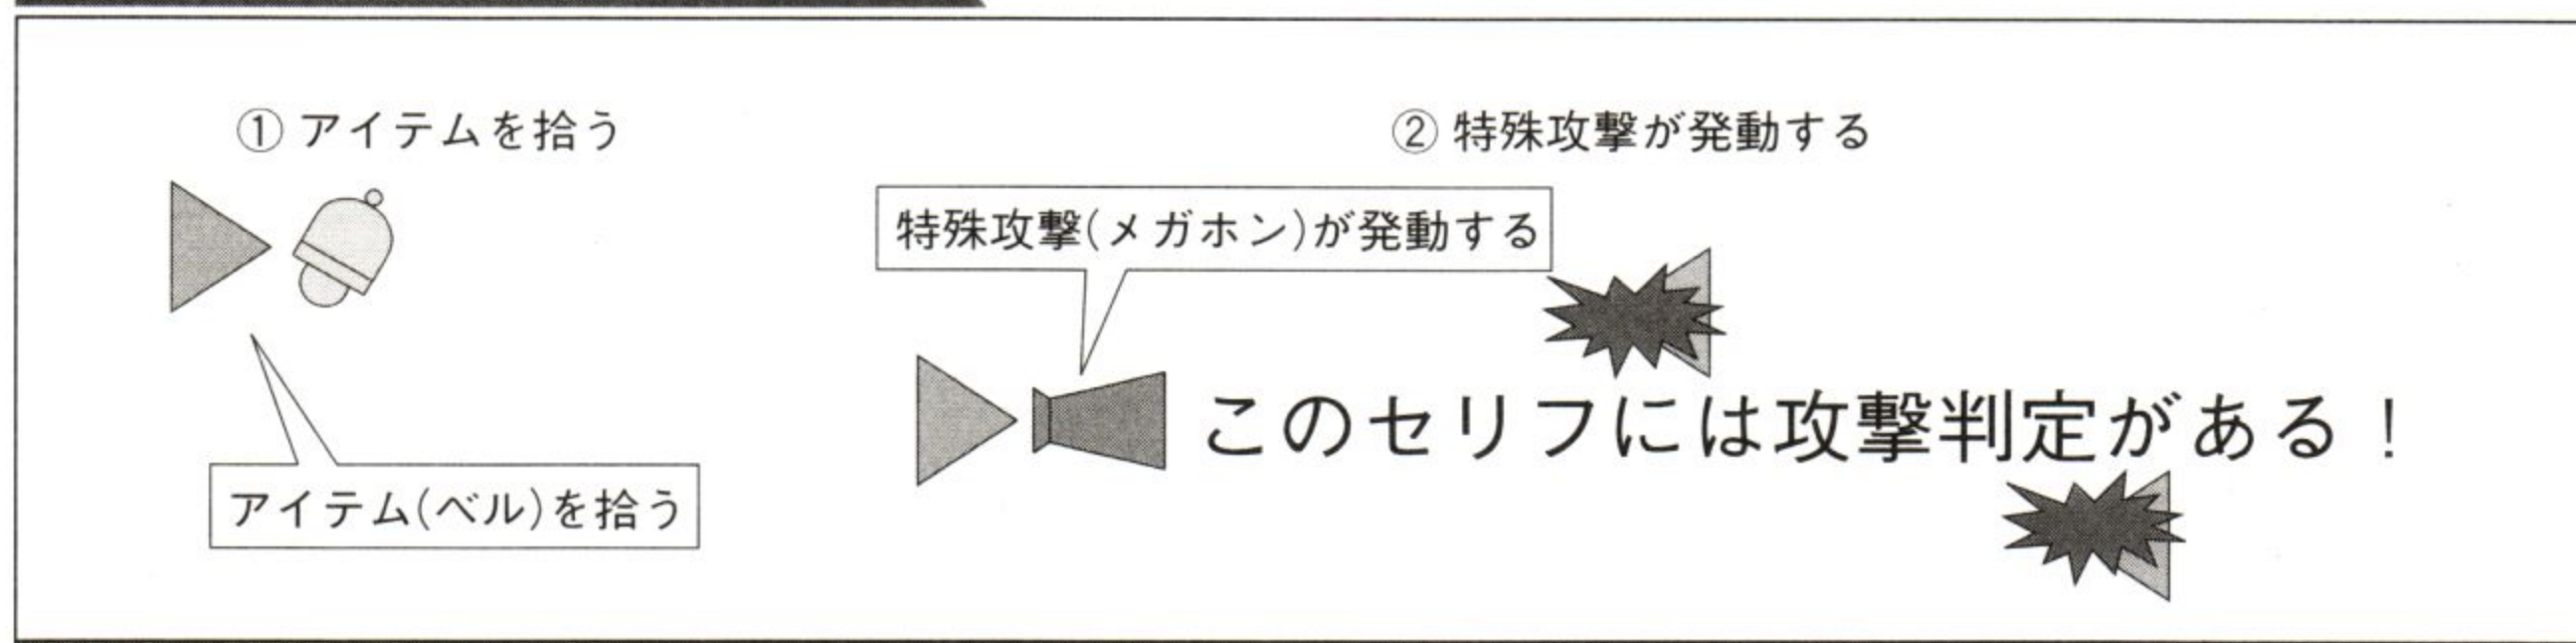 ① アイテムを拾う
アイテム(ベル)を拾う
② 特殊攻撃が発動する
特殊攻撃(メガホン)が発動する
このセリフには攻撃判定がある！